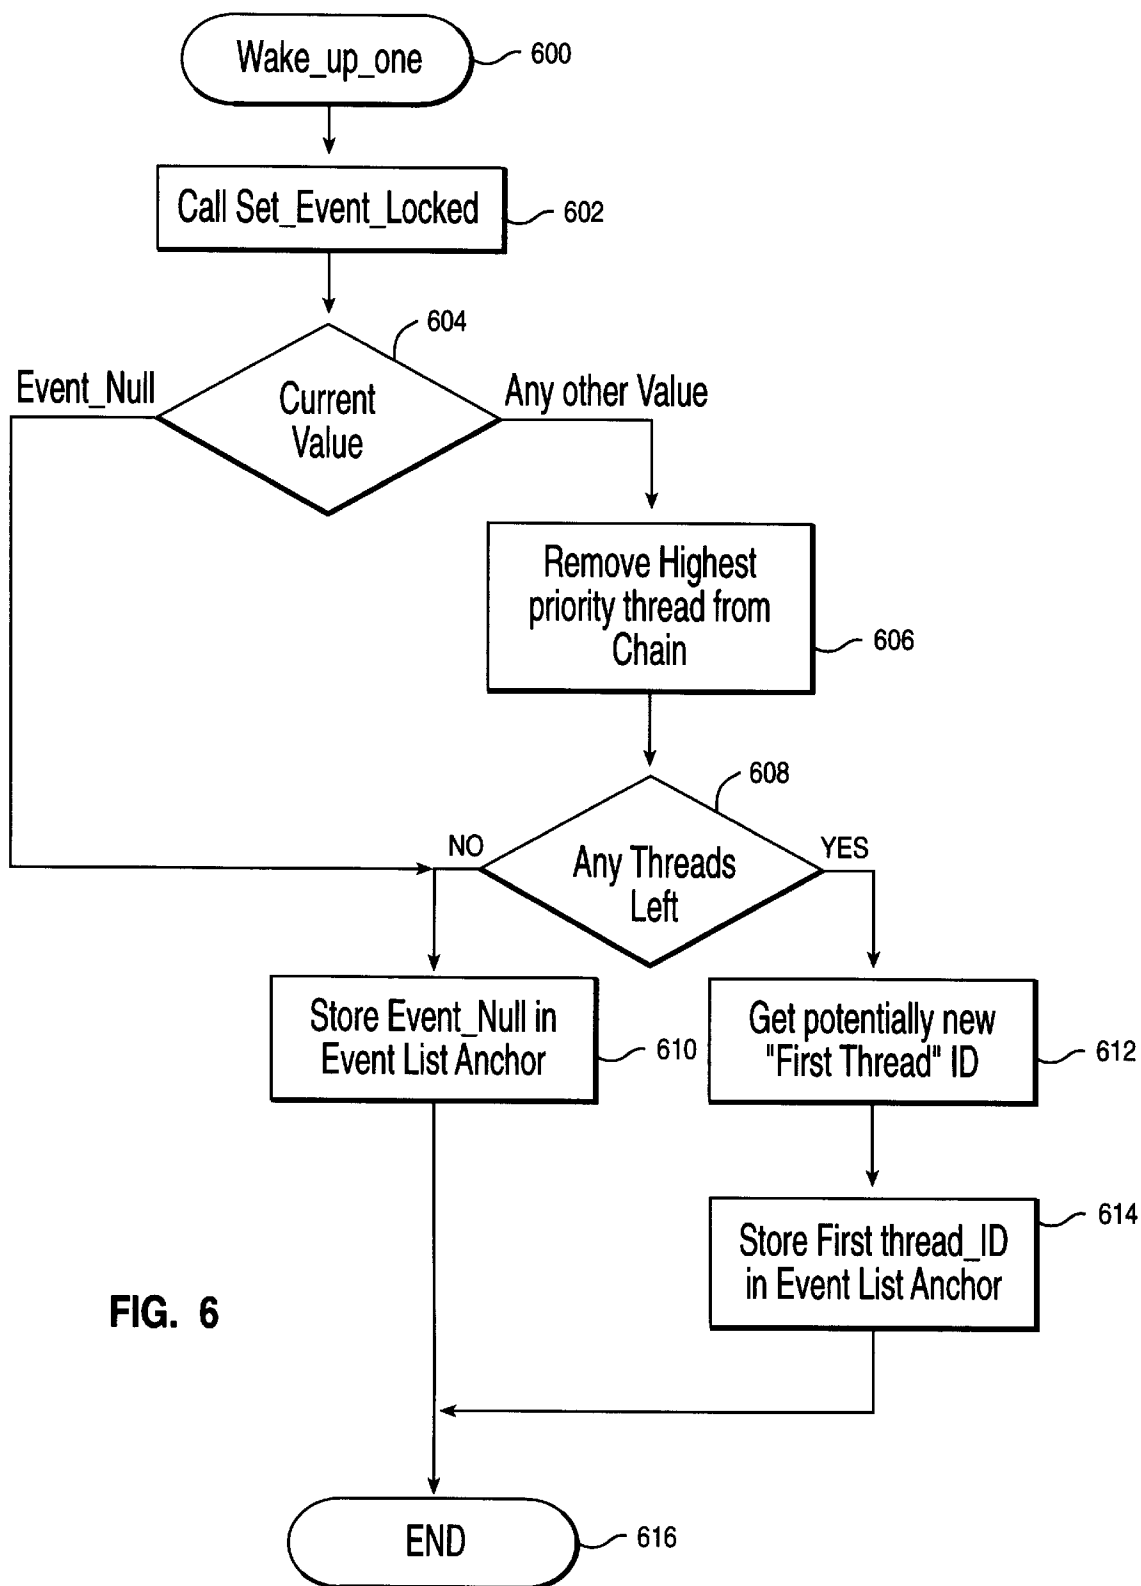 Wake_up_one
600
Call Set_Event_Locked
602
604
Event_Null
Current
Value
Any other Value
Remove Highest
priority thread from
Chain
606
608
NO
Any Threads
Left
YES
Store Event_Null in
Event List Anchor
610
Get potentially new
"First Thread" ID
612
Store First thread_ID
in Event List Anchor
614
FIG. 6
END
616